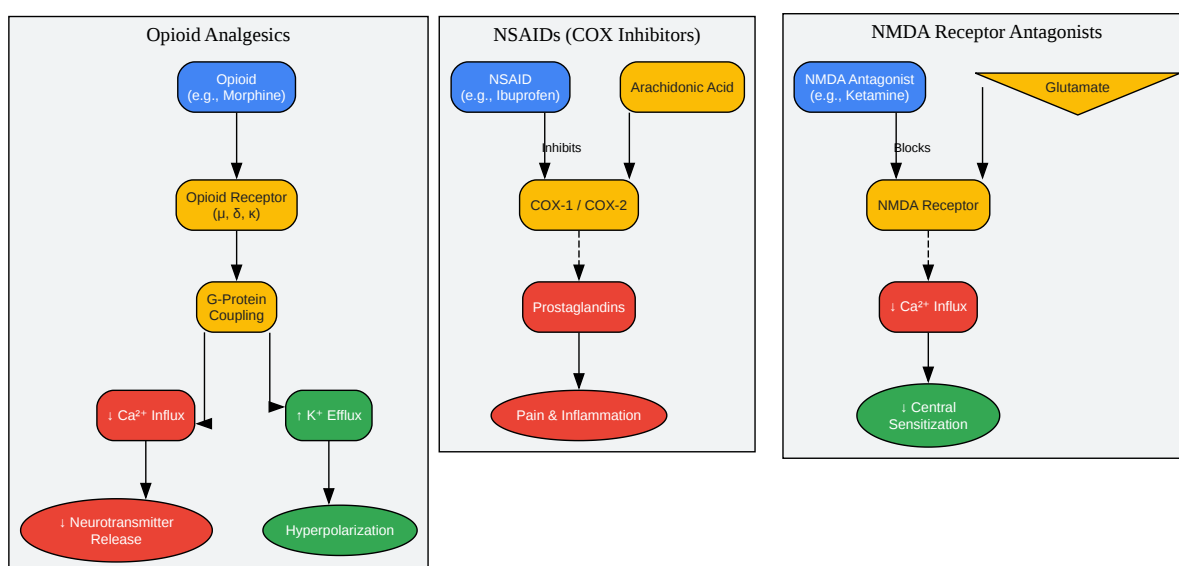 Opioid Analgesics
Opioid
(e.g., Morphine)
Opioid Receptor
(μ, δ, κ)
G-Protein
Coupling
↓ Ca²⁺ Influx
↑ K⁺ Efflux
↓ Neurotransmitter
Release
Hyperpolarization
NSAIDs (COX Inhibitors)
NSAID
(e.g., Ibuprofen)
Arachidonic Acid
Inhibits
COX-1 / COX-2
Prostaglandins
Pain & Inflammation
NMDA Receptor Antagonists
NMDA Antagonist
(e.g., Ketamine)
Glutamate
Blocks
NMDA Receptor
↓ Ca²⁺ Influx
↓ Central
Sensitization